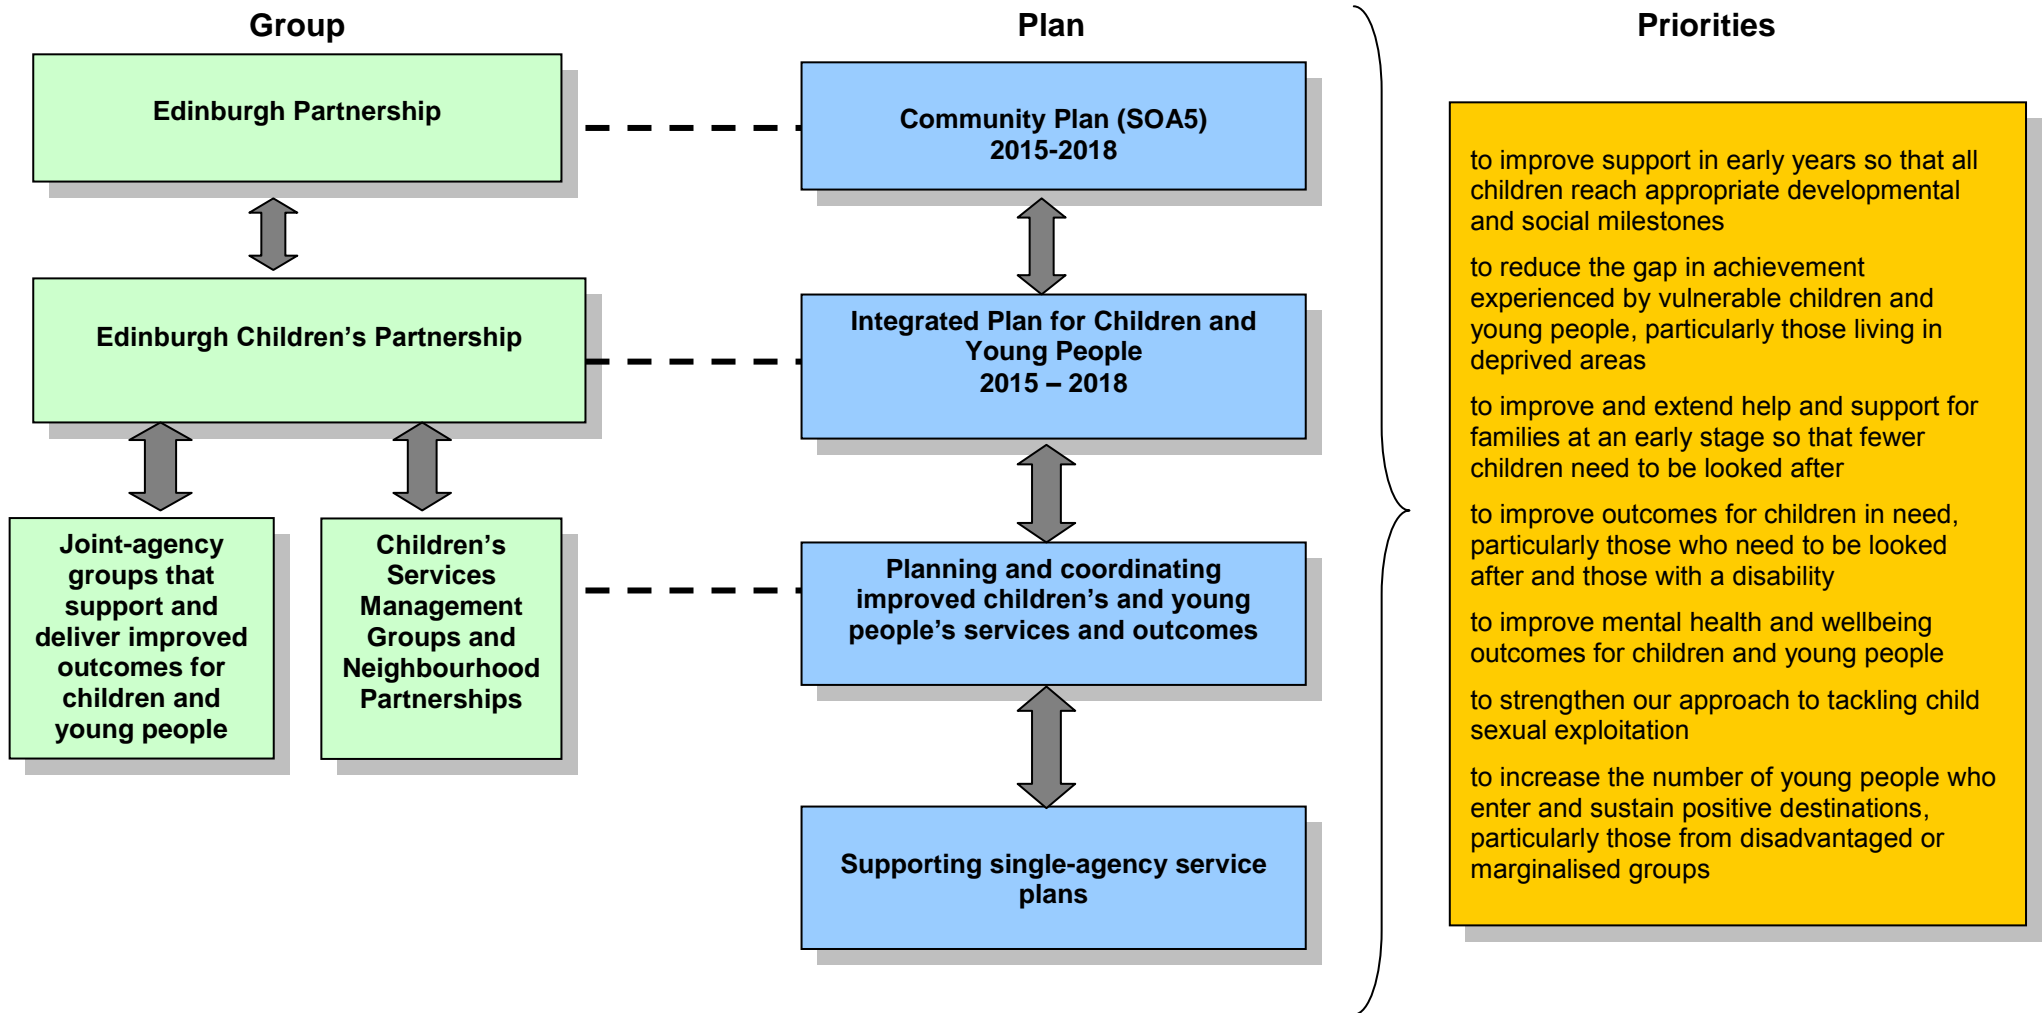 Group
Plan
Priorities
Edinburgh Partnership
Community Plan (SOA5)
2015-2018
Edinburgh Children’s Partnership
Integrated Plan for Children and
Young People
2015 – 2018
Joint-agency
groups that
support and
deliver improved
outcomes for
children and
young people
Children’s
Services
Management
Groups and
Neighbourhood
Partnerships
Planning and coordinating
improved children’s and young
people’s services and outcomes
Supporting single-agency service
plans
to improve support in early years so that all
children reach appropriate developmental
and social milestones
to reduce the gap in achievement
experienced by vulnerable children and
young people, particularly those living in
deprived areas
to improve and extend help and support for
families at an early stage so that fewer
children need to be looked after
to improve outcomes for children in need,
particularly those who need to be looked
after and those with a disability
to improve mental health and wellbeing
outcomes for children and young people
to strengthen our approach to tackling child
sexual exploitation
to increase the number of young people who
enter and sustain positive destinations,
particularly those from disadvantaged or
marginalised groups